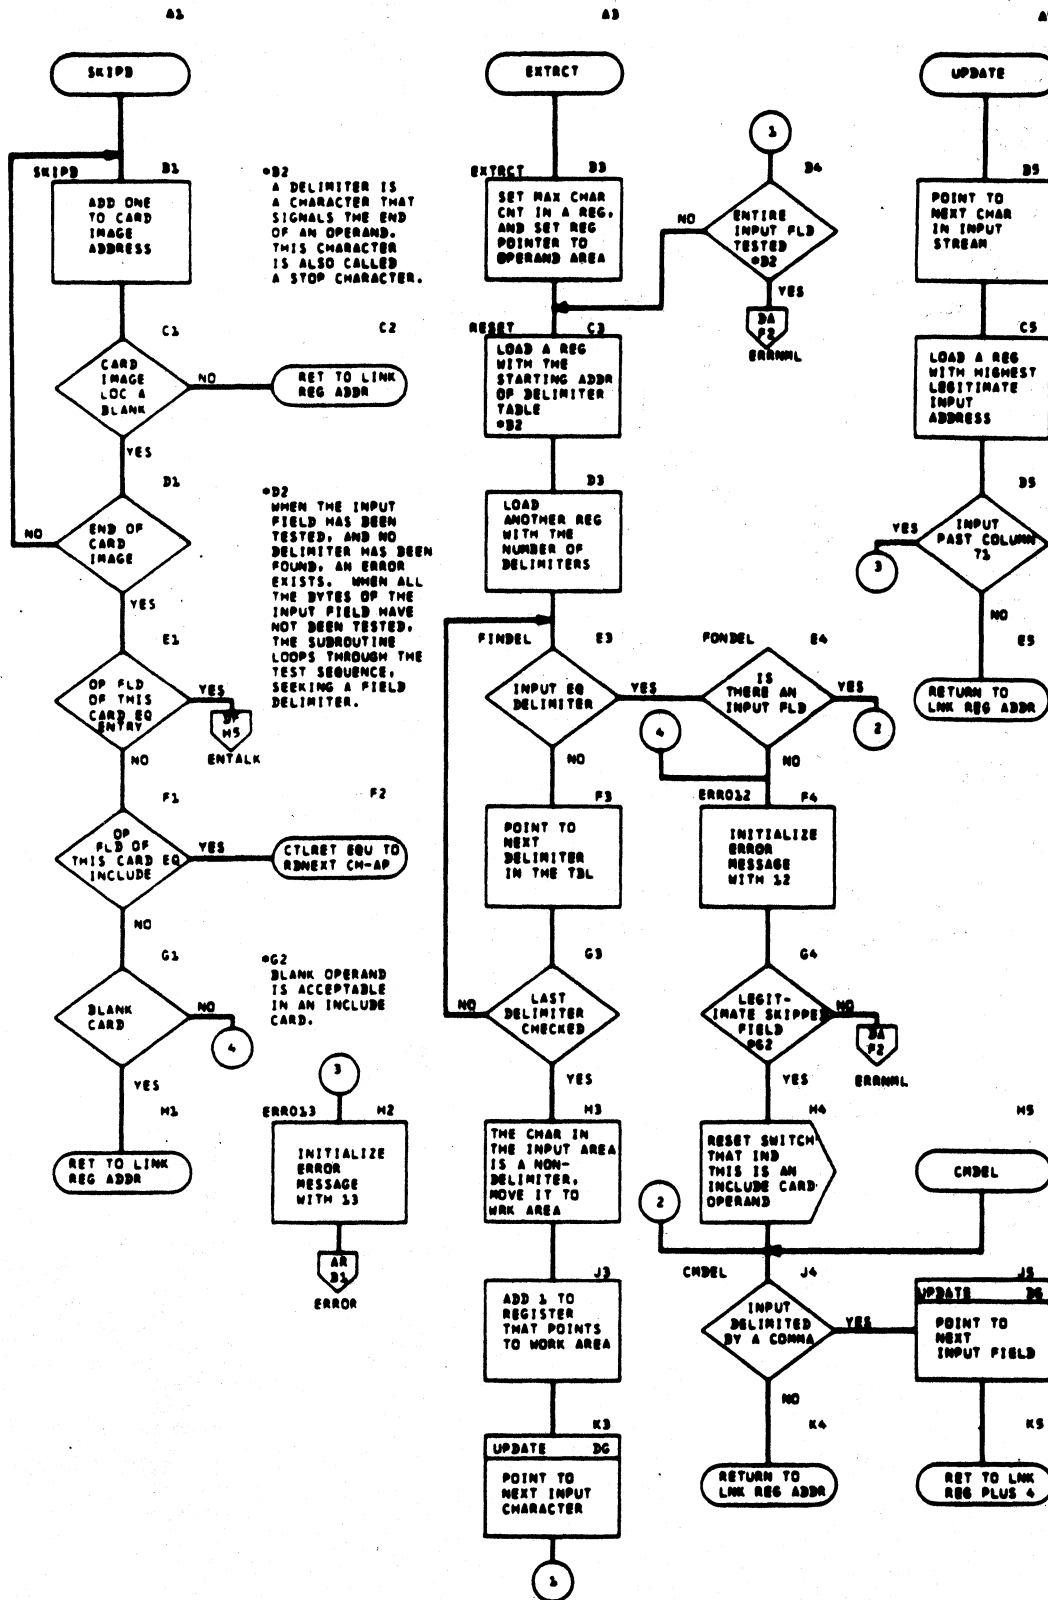 A1
A3
SKIPB
EXTRCT
UPDATE
1
SKIPB
B1
*B2
A DELIMITER IS
A CHARACTER THAT
SIGNALS THE END
OF AN OPERAND.
THIS CHARACTER
IS ALSO CALLED
A STOP CHARACTER.
ADD ONE
TO CARD
IMAGE
ADDRESS
EXTRCT
B3
SET MAX CHAR
CNT IN A REG,
AND SET REG
POINTER TO
OPERAND AREA
B4
ENTIRE
INPUT FLD
TESTED
*D2
NO
YES
DA
F2
ERRNML
B5
POINT TO
NEXT CHAR
IN INPUT
STREAM
C1
CARD
IMAGE
LOC A
BLANK
NO
YES
C2
RET TO LINK
REG ADDR
RESET
C3
LOAD A REG
WITH THE
STARTING ADDR
OF DELIMITER
TABLE
*B2
C5
LOAD A REG
WITH HIGHEST
LEGITIMATE
INPUT
ADDRESS
D1
END OF
CARD
IMAGE
NO
YES
*D2
WHEN THE INPUT
FIELD HAS BEEN
TESTED, AND NO
DELIMITER HAS BEEN
FOUND, AN ERROR
EXISTS. WHEN ALL
THE BYTES OF THE
INPUT FIELD HAVE
NOT BEEN TESTED,
THE SUBROUTINE
LOOPS THROUGH THE
TEST SEQUENCE,
SEEKING A FIELD
DELIMITER.
D3
LOAD
ANOTHER REG
WITH THE
NUMBER OF
DELIMITERS
D5
INPUT
PAST COLUMN
71
YES
3
NO
E1
OP FLD
OF THIS
CARD EQ
ENTRY
YES
H5
ENTALK
NO
FINDEL
E3
INPUT EQ
DELIMITER
YES
NO
FONDEL
E4
IS
THERE AN
INPUT FLD
YES
2
4
NO
E5
RETURN TO
LNK REG ADDR
F1
OP
FLD OF
THIS CARD EQ
INCLUDE
YES
NO
F2
CTLRET EQU TO
RDNEXT CH-AP
F3
POINT TO
NEXT
DELIMITER
IN THE TBL
ERRO12
F4
INITIALIZE
ERROR
MESSAGE
WITH 12
G1
BLANK
CARD
NO
4
YES
*G2
BLANK OPERAND
IS ACCEPTABLE
IN AN INCLUDE
CARD.
G3
LAST
DELIMITER
CHECKED
NO
YES
G4
LEGIT-
IMATE SKIPPE
FIELD
*G2
NO
DA
F2
ERRNML
YES
H1
RET TO LINK
REG ADDR
3
ERRO13
H2
INITIALIZE
ERROR
MESSAGE
WITH 13
AR
B1
ERROR
H3
THE CHAR IN
THE INPUT AREA
IS A NON-
DELIMITER,
MOVE IT TO
WRK AREA
H4
RESET SWITCH
THAT IND
THIS IS AN
INCLUDE CARD
OPERAND
2
H5
CMDEL
J3
ADD 1 TO
REGISTER
THAT POINTS
TO WORK AREA
CMDEL
J4
INPUT
DELIMITED
BY A COMMA
YES
NO
J5
UPDATE DG
POINT TO
NEXT
INPUT FIELD
K3
UPDATE DG
POINT TO
NEXT INPUT
CHARACTER
1
K4
RETURN TO
LNK REG ADDR
K5
RET TO LNK
REG PLUS 4